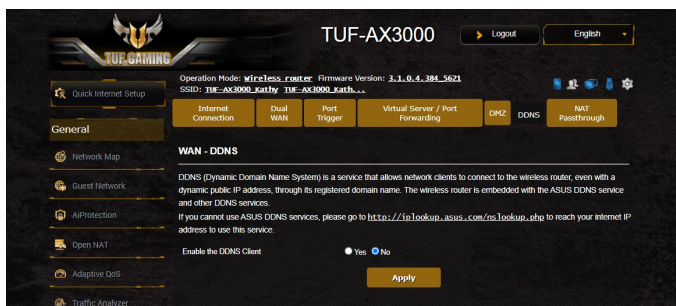 TUF GAMING
TUF-AX3000
Logout
English
Operation Mode: Wireless router Firmware Version: 3.1.0.4.384_5621
SSID: TUF-AX3000_Kathy TUF-AX3000_Kath...
Quick Internet Setup
Internet Connection
Dual WAN
Port Trigger
Virtual Server / Port Forwarding
DMZ
DDNS
NAT Passthrough
General
Network Map
Guest Network
AiProtection
Open NAT
Adaptive QoS
Traffic Analyzer
WAN - DDNS
DDNS (Dynamic Domain Name System) is a service that allows network clients to connect to the wireless router, even with a
dynamic public IP address, through its registered domain name. The wireless router is embedded with the ASUS DDNS service
and other DDNS services.
If you cannot use ASUS DDNS services, please go to http://iplookup.asus.com/nslookup.php to reach your internet IP
address to use this service.
Enable the DDNS Client Yes No
Apply